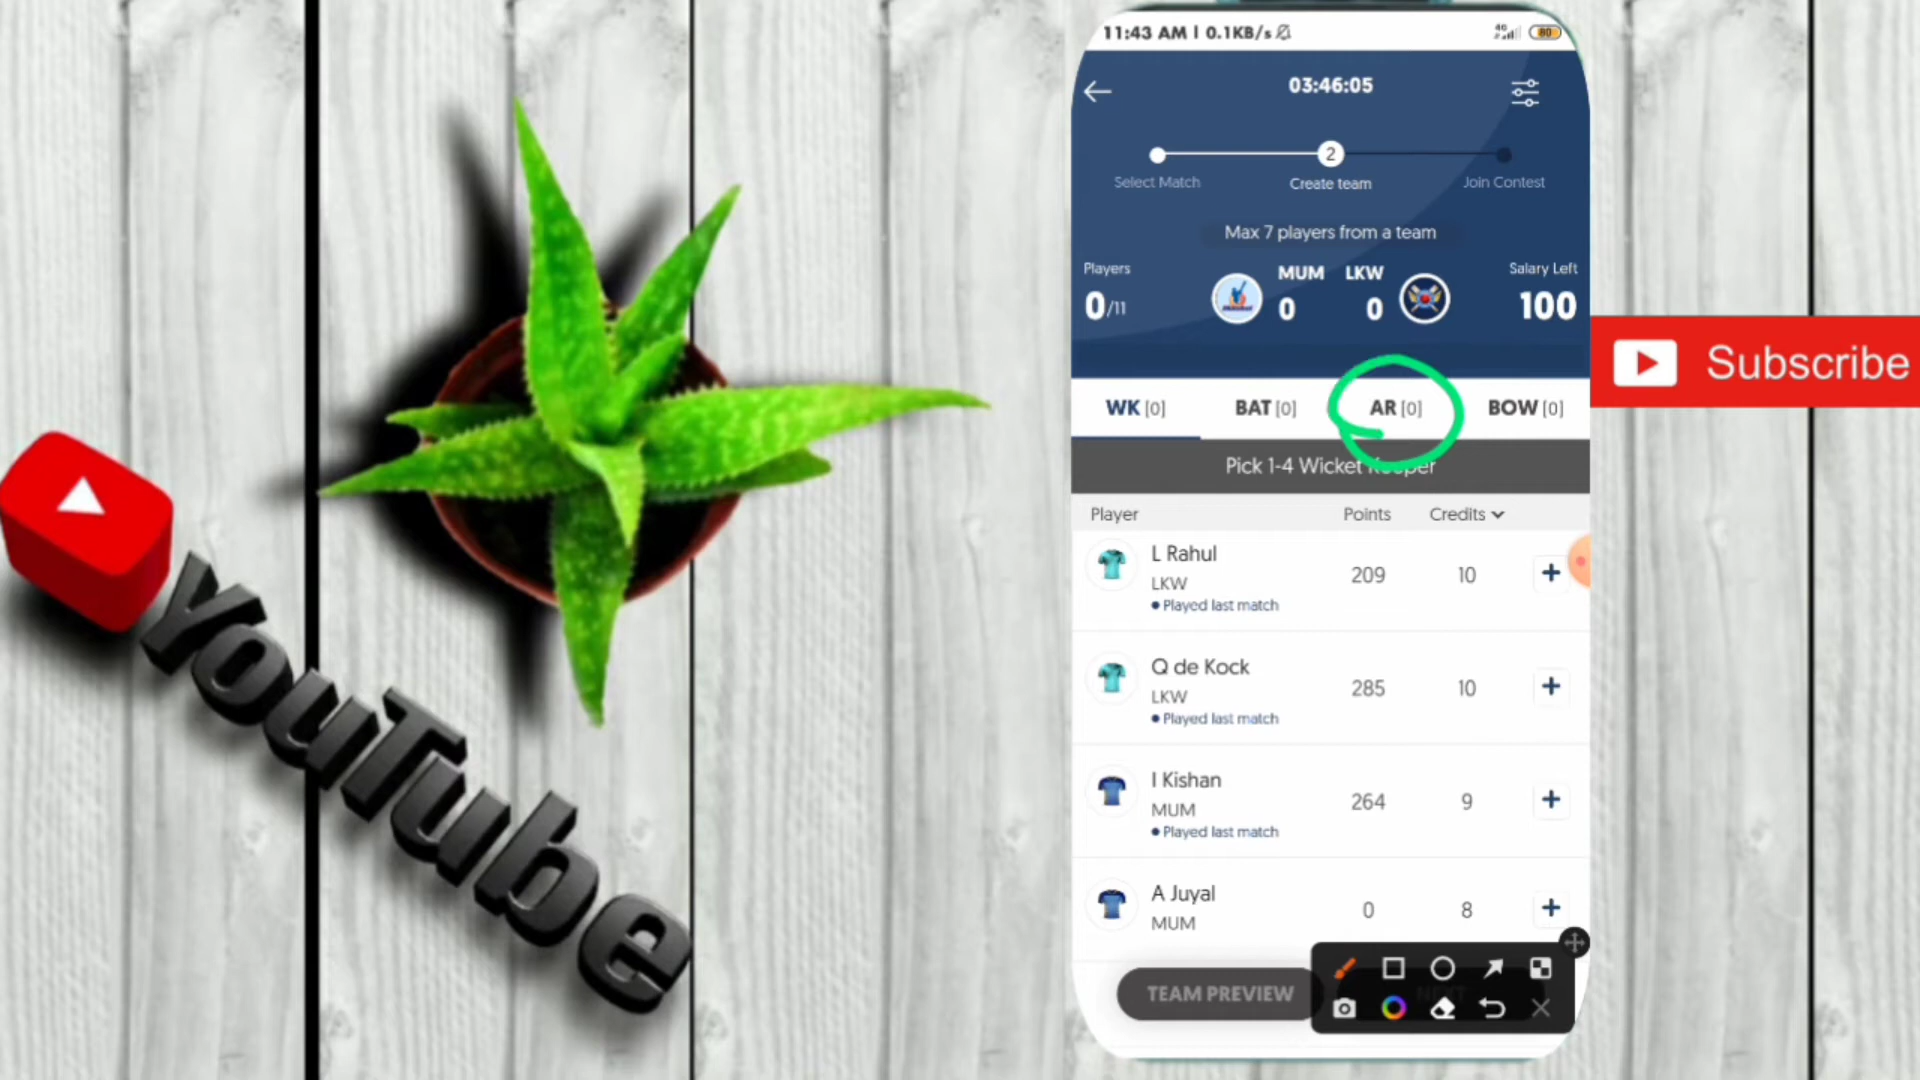 11:43 AM | 0.1KB/s
4G
80
03:46:05
2
Select Match
Create team
Join Contest
Max 7 players from a team
Players
MUM
LKW
Salary Left
0/11
0
0
100
Subscribe
WK [0]
BAT [0]
AR [0]
BOW [0]
Pick 1-4 Wicket Keeper
Player
Points
Credits
L Rahul
LKW
209
10
+
Played last match
Q de Kock
LKW
285
10
+
Played last match
I Kishan
MUM
264
9
+
Played last match
A Juyal
MUM
0
8
+
TEAM PREVIEW
YouTube